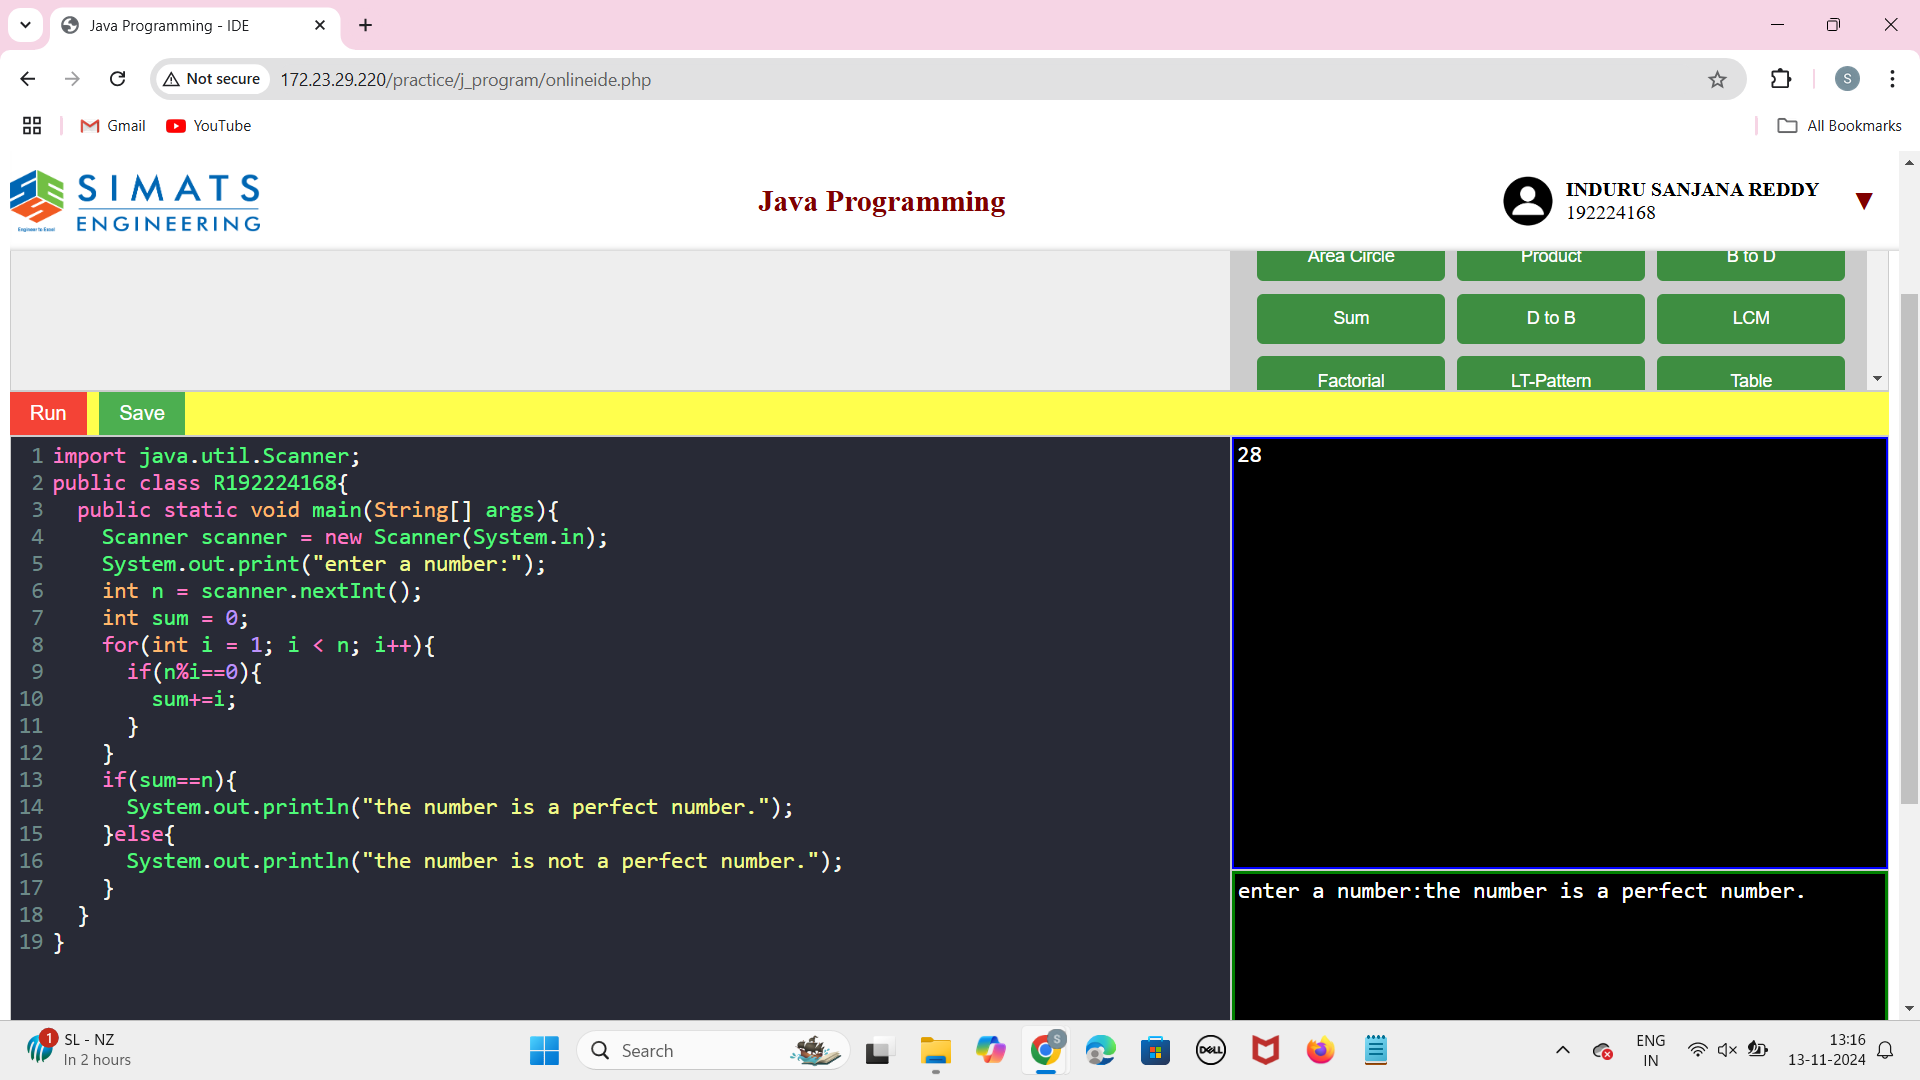 Java Programming - IDE
Not secure
172.23.29.220/practice/j_program/onlineide.php
S
Gmail
YouTube
All Bookmarks
SIMATS
ENGINEERING
Engineer to Excel
Java Programming
INDURU SANJANA REDDY
192224168
Area Circle
Product
B to D
Sum
D to B
LCM
Factorial
LT-Pattern
Table
Run
Save
1 import java.util.Scanner;
2 public class R192224168{
3   public static void main(String[] args){
4     Scanner scanner = new Scanner(System.in);
5     System.out.print("enter a number:");
6     int n = scanner.nextInt();
7     int sum = 0;
8     for(int i = 1; i < n; i++){
9       if(n%i==0){
10         sum+=i;
11       }
12     }
13     if(sum==n){
14       System.out.println("the number is a perfect number.");
15     }else{
16       System.out.println("the number is not a perfect number.");
17     }
18   }
19 }
28
enter a number:the number is a perfect number.
1
SL - NZ
In 2 hours
Search
S
DELL
ENG
IN
13:16
13-11-2024